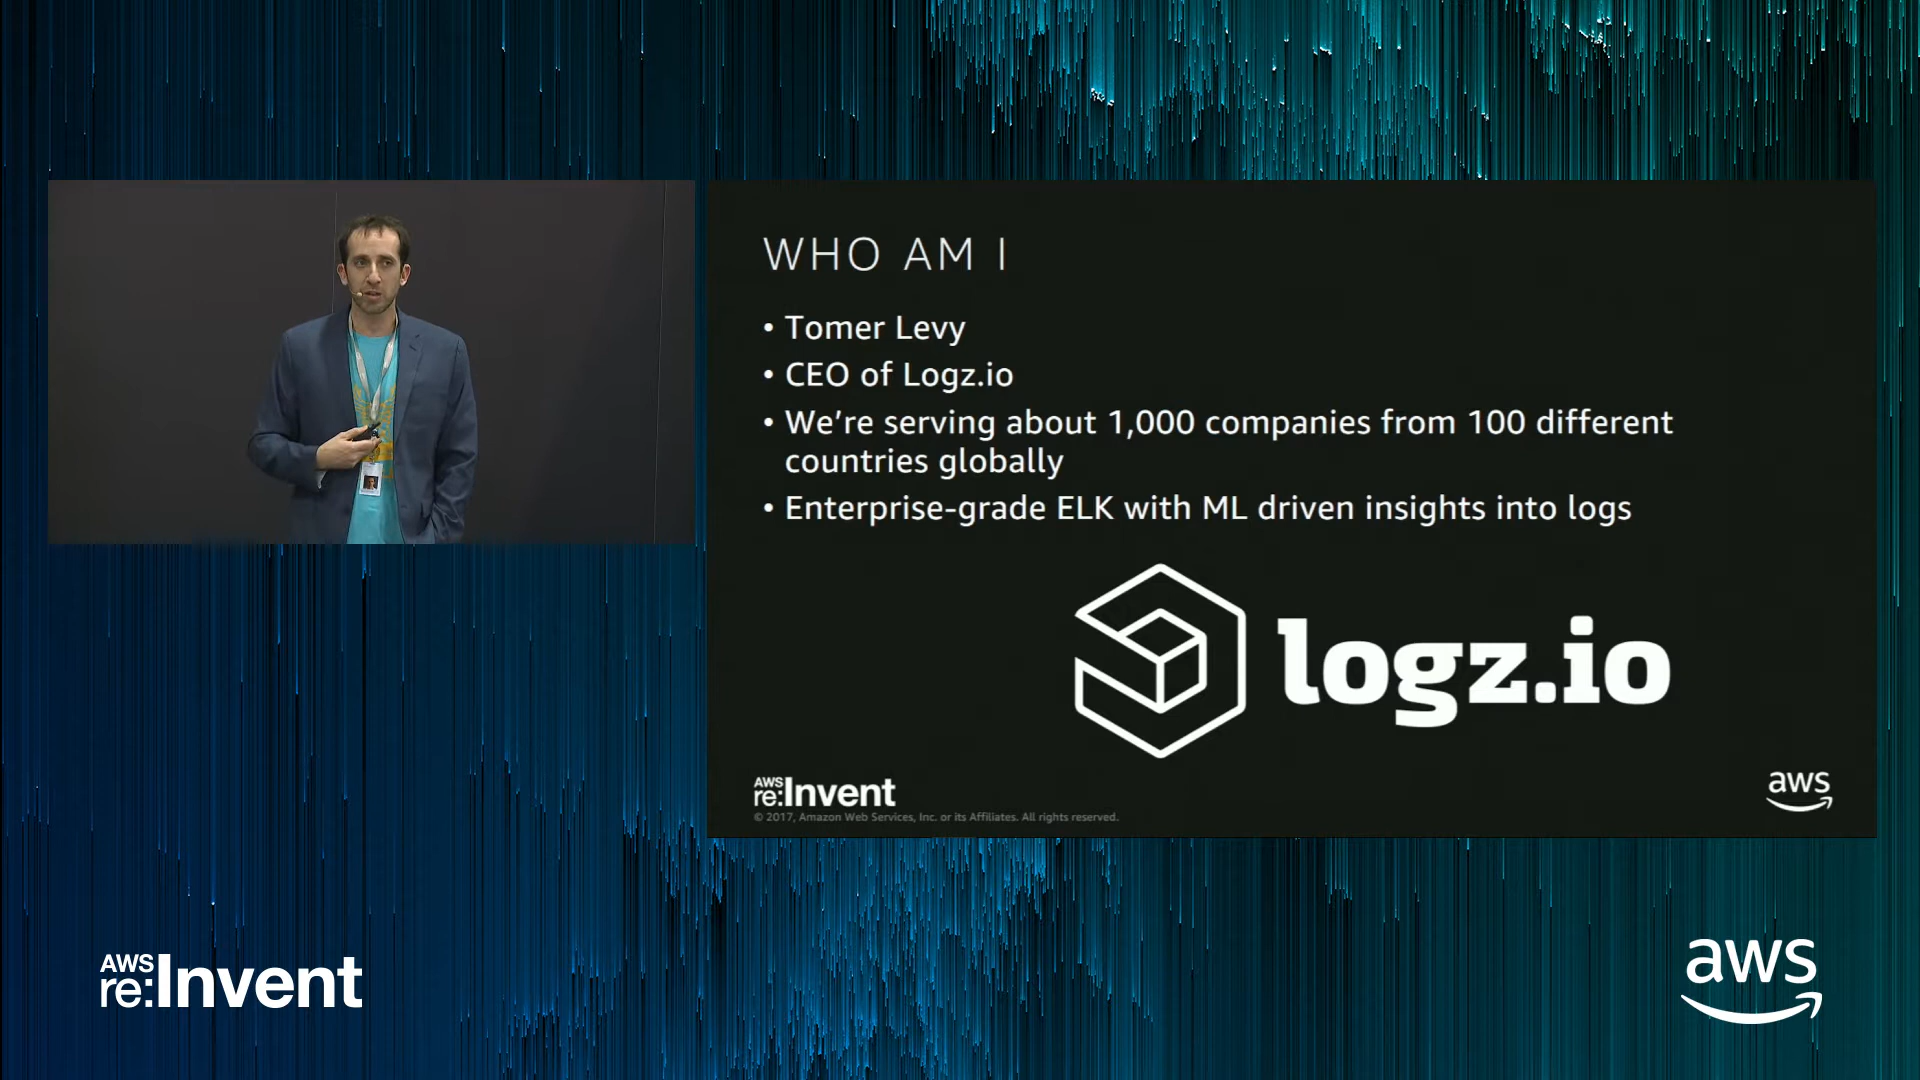 WHO AM I
• Tomer Levy
• CEO of Logz.io
• We're serving about 1,000 companies from 100 different
countries globally
• Enterprise-grade ELK with ML driven insights into logs
logz.io
AWS
re:Invent
aws
© 2017, Amazon Web Services, Inc. or its Affiliates. All rights reserved.
AWS
re:Invent
aws